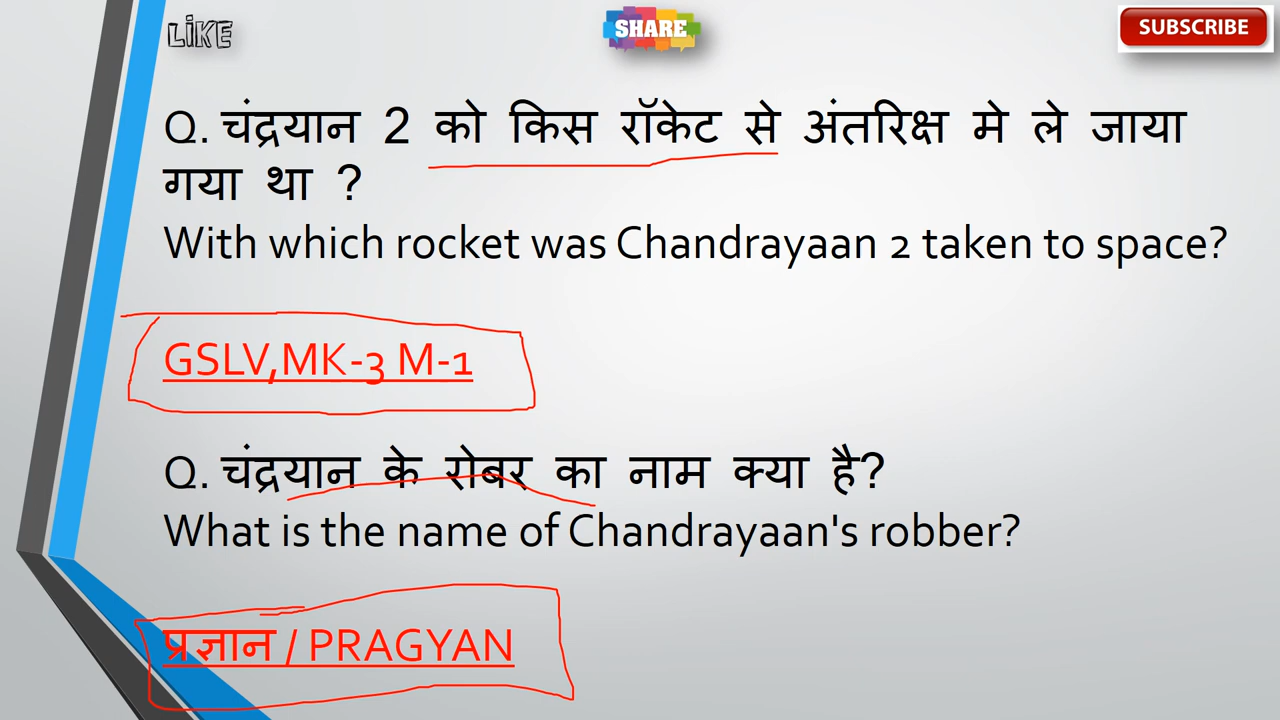 LIKE
SHARE
SUBSCRIBE
Q. चंद्रयान 2 को किस रॉकेट से अंतरिक्ष मे ले जाया
गया था ?
With which rocket was Chandrayaan 2 taken to space?
GSLV,MK-3 M-1
Q. चंद्रयान के रोबर का नाम क्या है?
What is the name of Chandrayaan's robber?
प्रज्ञान / PRAGYAN